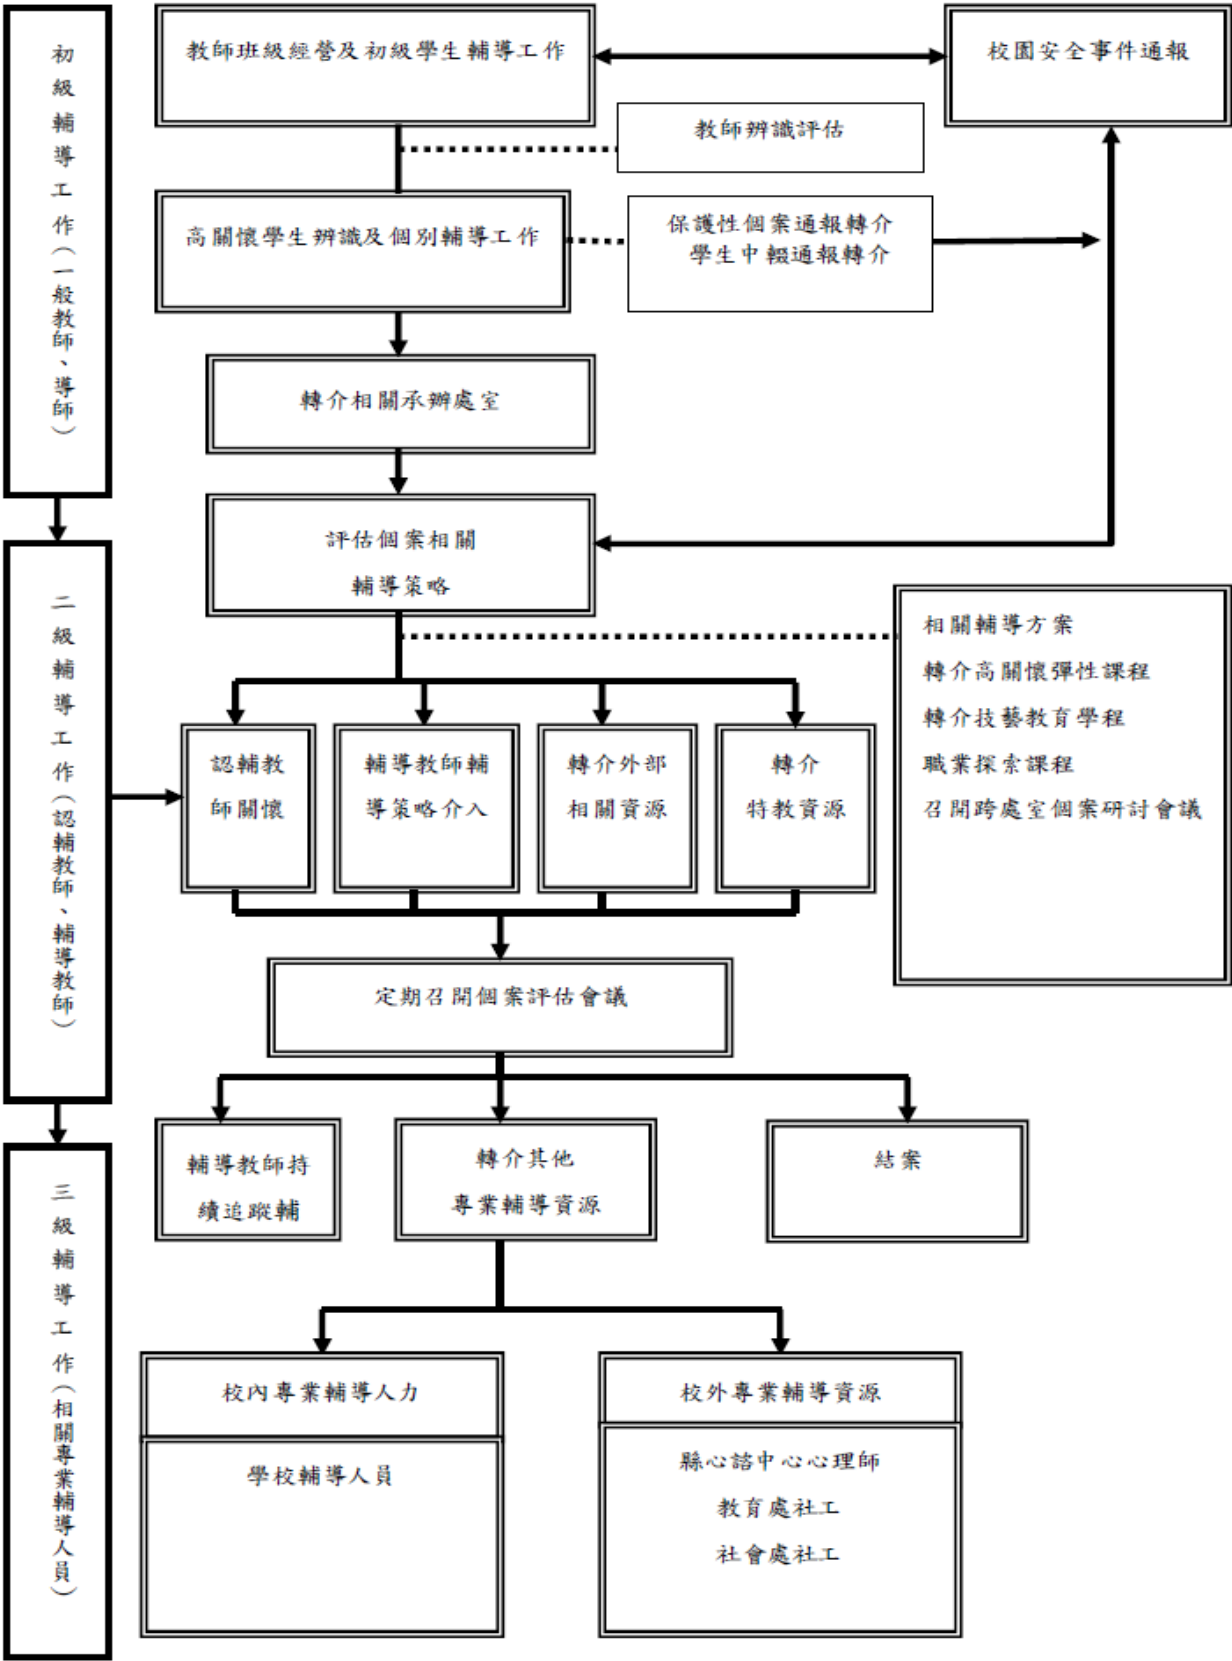 初級輔導工作（一般教師、導師）
教師班級經營及初級學生輔導工作
校園安全事件通報
教師辨識評估
高關懷學生辨識及個別輔導工作
保護性個案通報轉介
學生中輟通報轉介
轉介相關承辦處室
評估個案相關
輔導策略
二級輔導工作（認輔教師、輔導教師）
相關輔導方案
轉介高關懷彈性課程
轉介技藝教育學程
職業探索課程
召開跨處室個案研討會議
認輔教
師關懷
輔導教師輔
導策略介入
轉介外部
相關資源
轉介
特教資源
定期召開個案評估會議
三級輔導工作（相關專業輔導人員）
輔導教師持
續追蹤輔
轉介其他
專業輔導資源
結案
校內專業輔導人力
學校輔導人員
校外專業輔導資源
縣心諮中心心理師
教育處社工
社會處社工